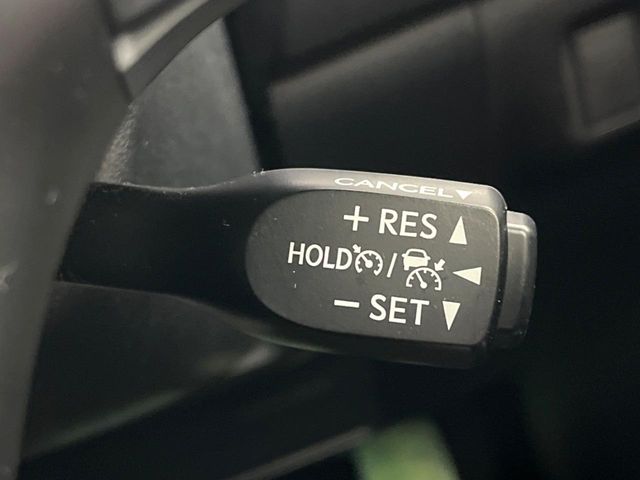 CANCEL▼
+ RES ▲
HOLD / ◀
- SET ▼